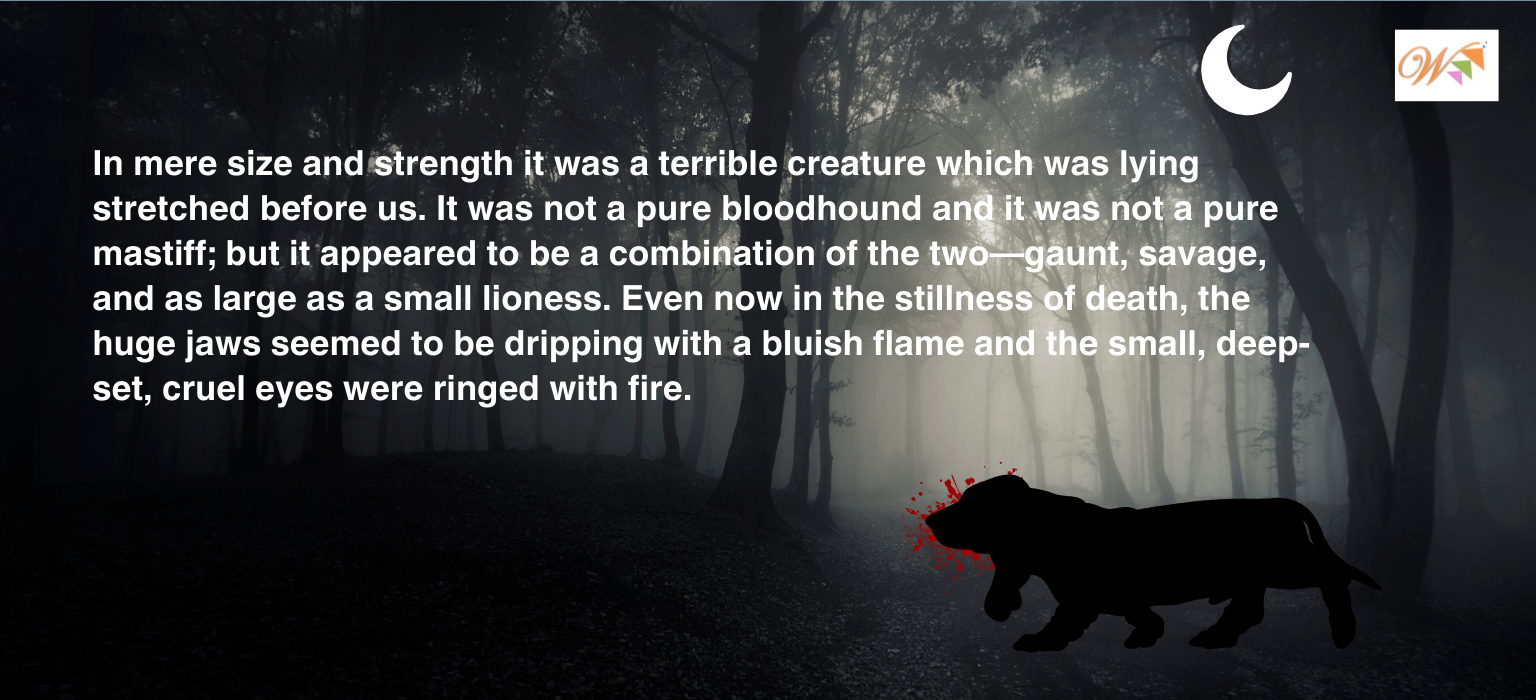 W
In mere size and strength it was a terrible creature which was lying
stretched before us. It was not a pure bloodhound and it was not a pure
mastiff; but it appeared to be a combination of the two—gaunt, savage,
and as large as a small lioness. Even now in the stillness of death, the
huge jaws seemed to be dripping with a bluish flame and the small, deep-
set, cruel eyes were ringed with fire.